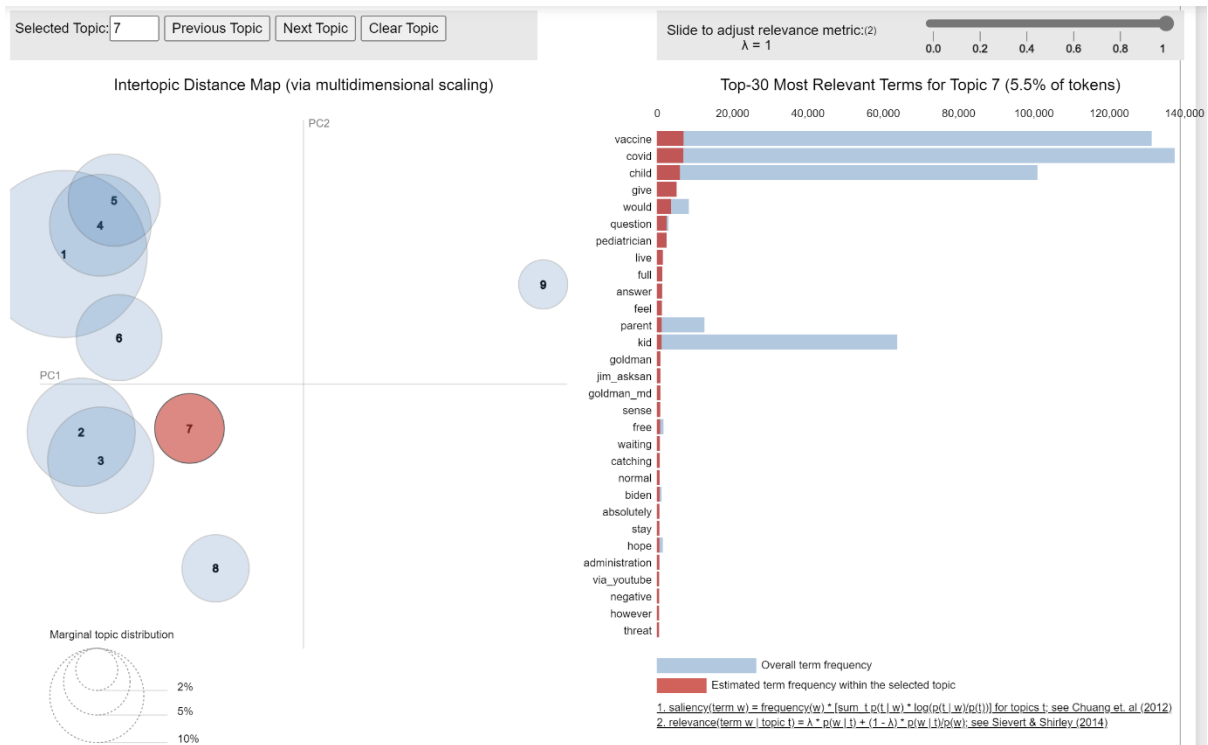 Selected Topic: 7 Previous Topic Next Topic Clear Topic
Slide to adjust relevance metric:(2)
λ = 1
0.0 0.2 0.4 0.6 0.8 1
Intertopic Distance Map (via multidimensional scaling)
PC2
PC1
5
4
1
9
6
7
2
3
8
Marginal topic distribution
2%
5%
10%
Top-30 Most Relevant Terms for Topic 7 (5.5% of tokens)
0 20,000 40,000 60,000 80,000 100,000 120,000 140,000
vaccine
covid
child
give
would
question
pediatrician
live
full
answer
feel
parent
kid
goldman
jim_asksan
goldman_md
sense
free
waiting
catching
normal
biden
absolutely
stay
hope
administration
via_youtube
negative
however
threat
Overall term frequency
Estimated term frequency within the selected topic
1. saliency(term w) = frequency(w) * [sum_t p(t | w) * log(p(t | w)/p(t))] for topics t; see Chuang et. al (2012)
2. relevance(term w | topic t) = λ * p(w | t) + (1 - λ) * p(w | t)/p(w); see Sievert & Shirley (2014)